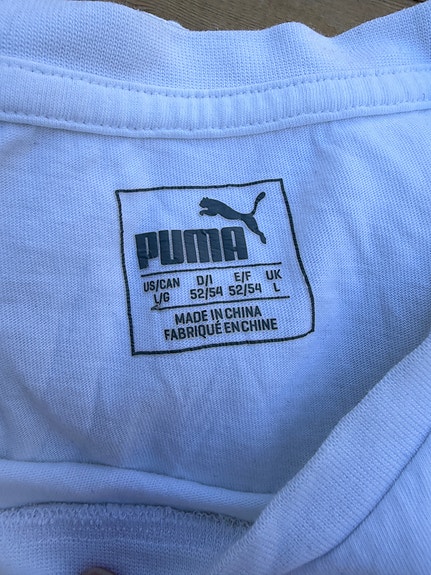 PUMA
US/CAN D/I E/F UK
L/G 52/54 52/54 L
MADE IN CHINA
FABRIQUÉ EN CHINE